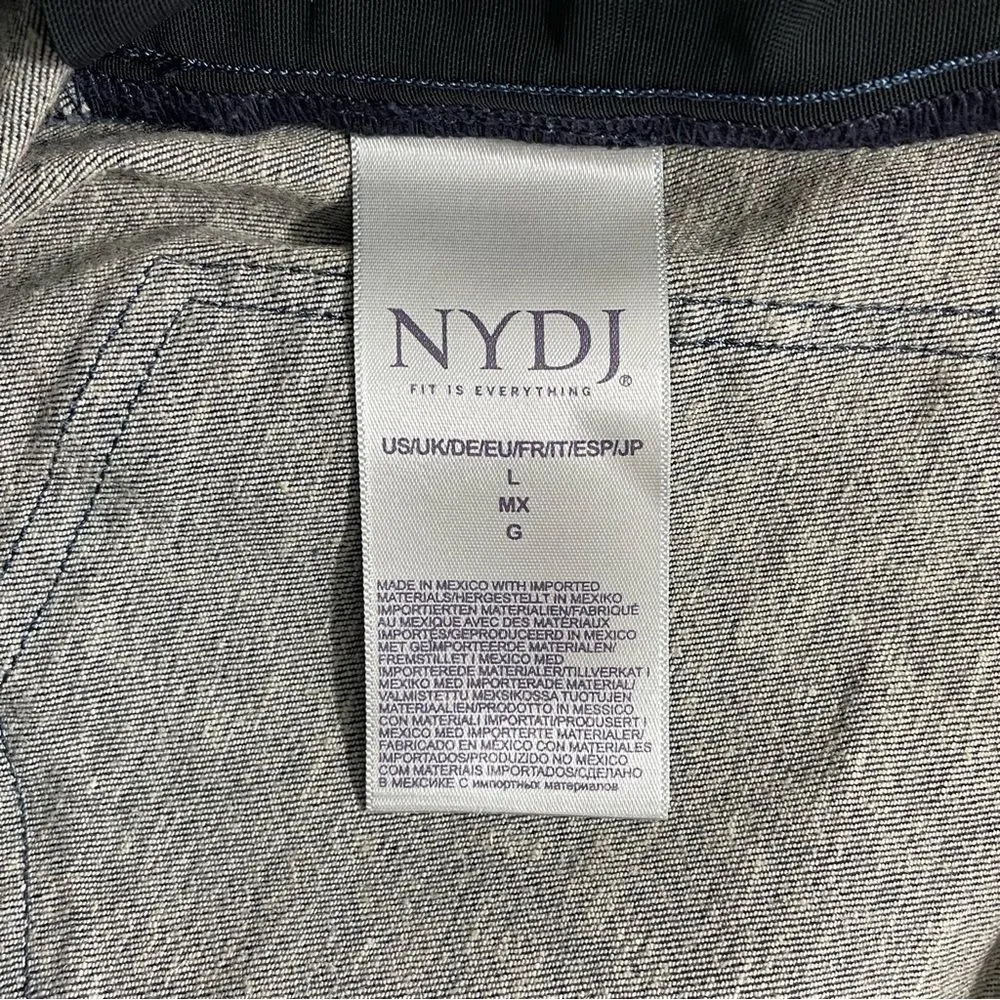 NYDJ®
FIT IS EVERYTHING
US/UK/DE/EU/FR/IT/ESP/JP
L
MX
G
MADE IN MEXICO WITH IMPORTED
MATERIALS/HERGESTELLT IN MEXIKO
IMPORTIERTEN MATERIALIEN/FABRIQUÉ
AU MEXIQUE AVEC DES MATÉRIAUX
IMPORTÉS/GEPRODUCEERD IN MEXICO
MET GEÏMPORTEERDE MATERIALEN/
FREMSTILLET I MEXICO MED
IMPORTEREDE MATERIALER/TILLVERKAT I
MEXIKO MED IMPORTERADE MATERIAL/
VALMISTETTU MEKSIKOSSA TUOTUJEN
MATERIAALIEN/PRODOTTO IN MESSICO
CON MATERIALI IMPORTATI/PRODUSERT I
MEXICO MED IMPORTERTE MATERIALER/
FABRICADO EN MÉXICO CON MATERIALES
IMPORTADOS/PRODUZIDO NO MÉXICO
COM MATERIAIS IMPORTADOS/СДЕЛАНО
В МЕКСИКЕ С импортных материалов